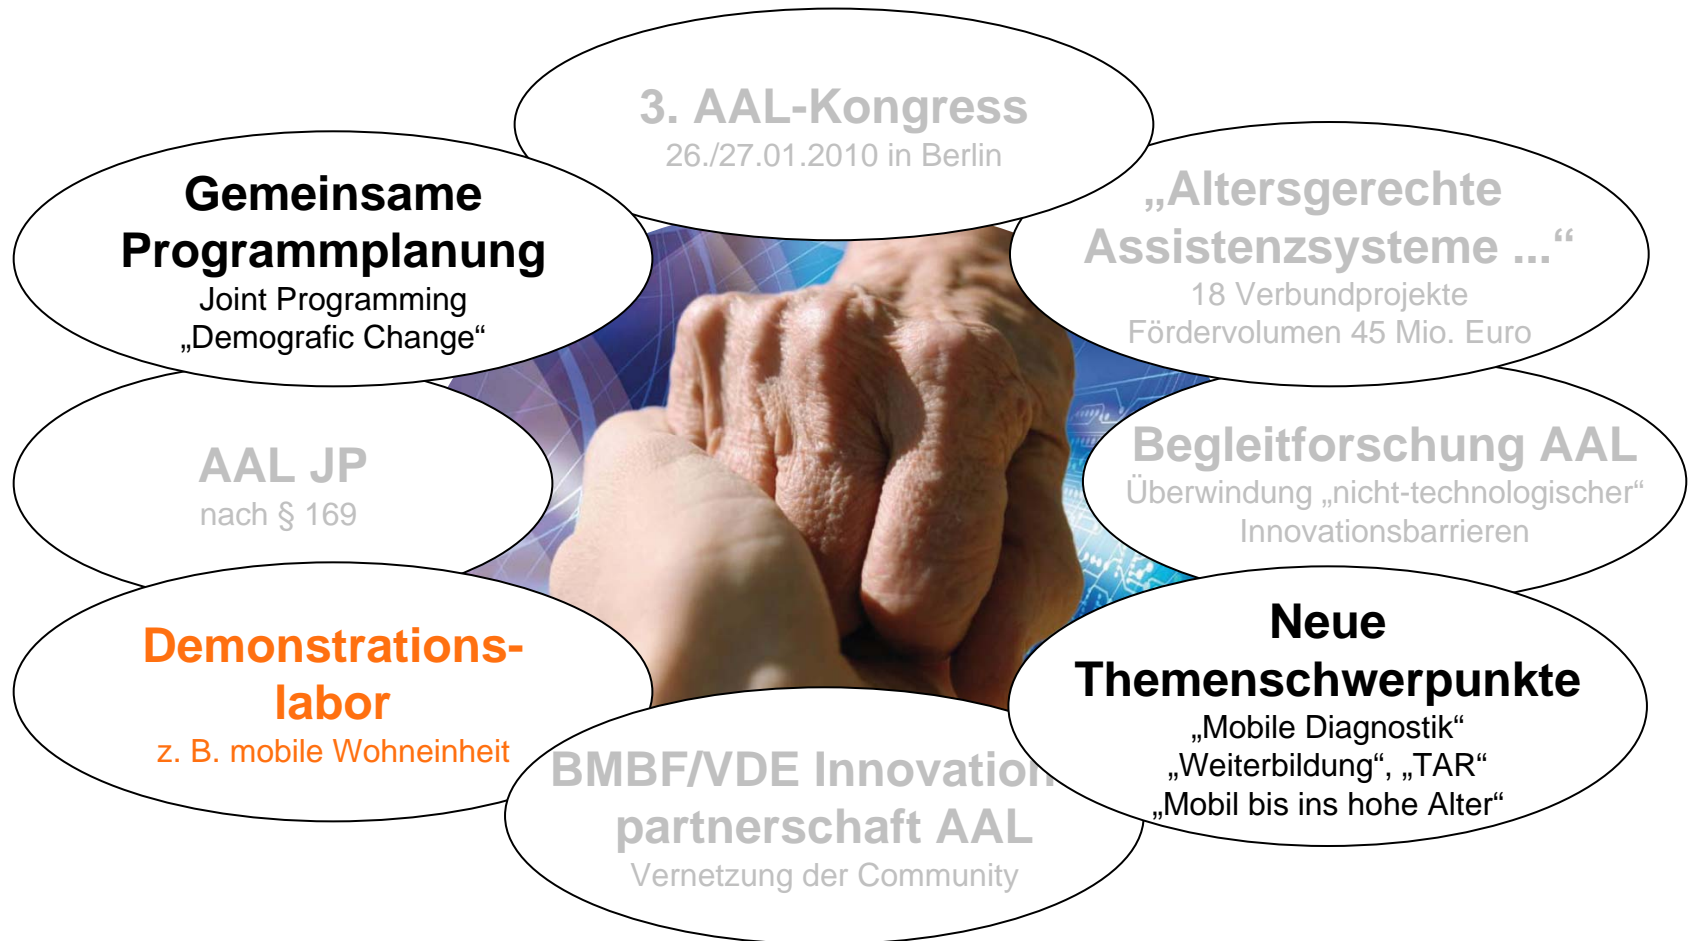 3. AAL-Kongress
26./27.01.2010 in Berlin
„Altersgerechte
Assistenzsysteme ...“
18 Verbundprojekte
Fördervolumen 45 Mio. Euro
Begleitforschung AAL
Überwindung „nicht-technologischer“
Innovationsbarrieren
Neue
Themenschwerpunkte
„Mobile Diagnostik“
„Weiterbildung“, „TAR“
„Mobil bis ins hohe Alter“
BMBF/VDE Innovation
partnerschaft AAL
Vernetzung der Community
Demonstrations-
labor
z. B. mobile Wohneinheit
AAL JP
nach § 169
Gemeinsame
Programmplanung
Joint Programming
„Demografic Change“